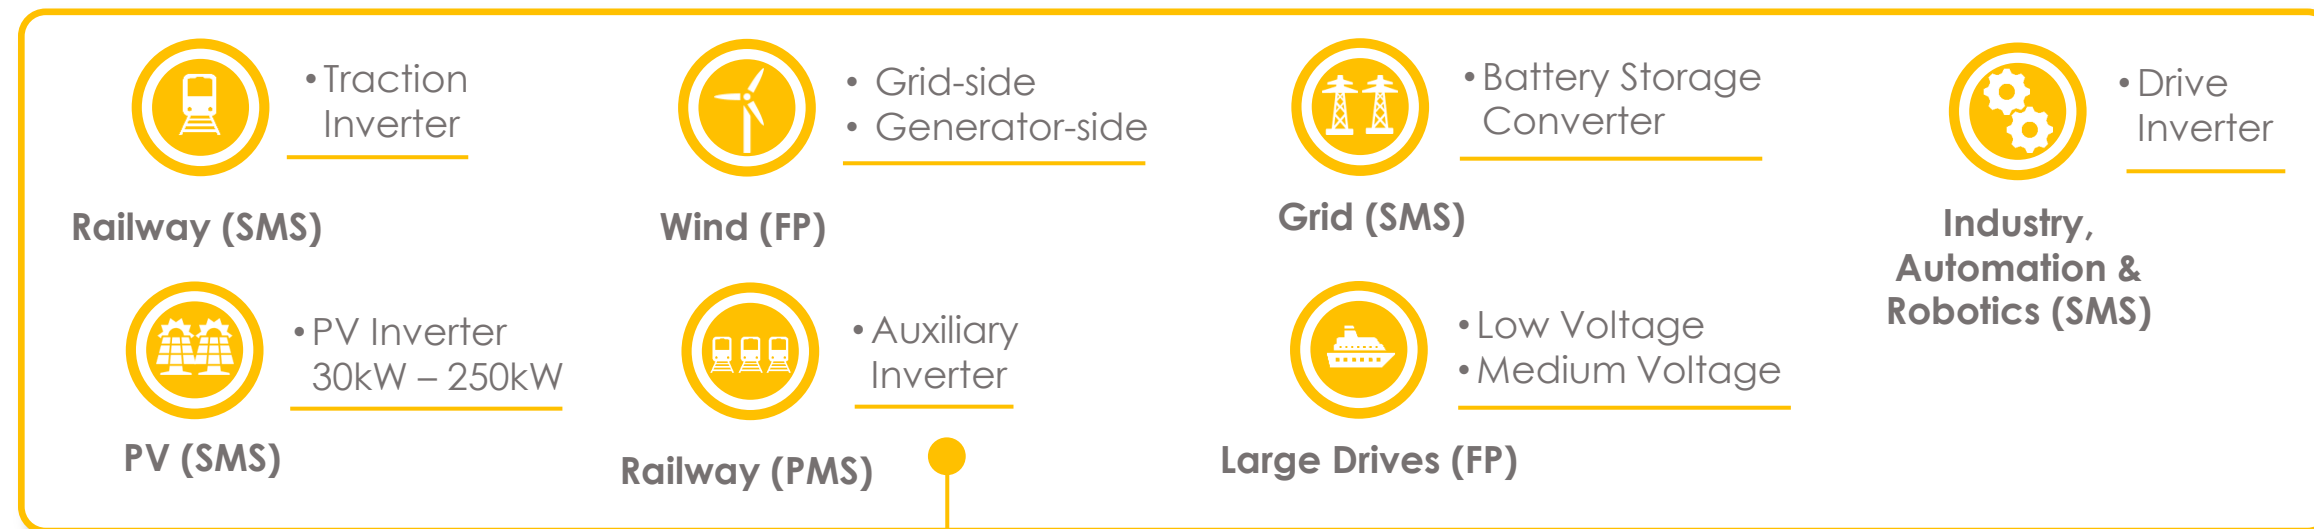 • Traction
Inverter
Railway (SMS)
• Grid-side
• Generator-side
Wind (FP)
• Battery Storage
Converter
Grid (SMS)
• Drive
Inverter
Industry,
Automation &
Robotics (SMS)
• PV Inverter
30kW – 250kW
PV (SMS)
• Auxiliary
Inverter
Railway (PMS)
• Low Voltage
• Medium Voltage
Large Drives (FP)